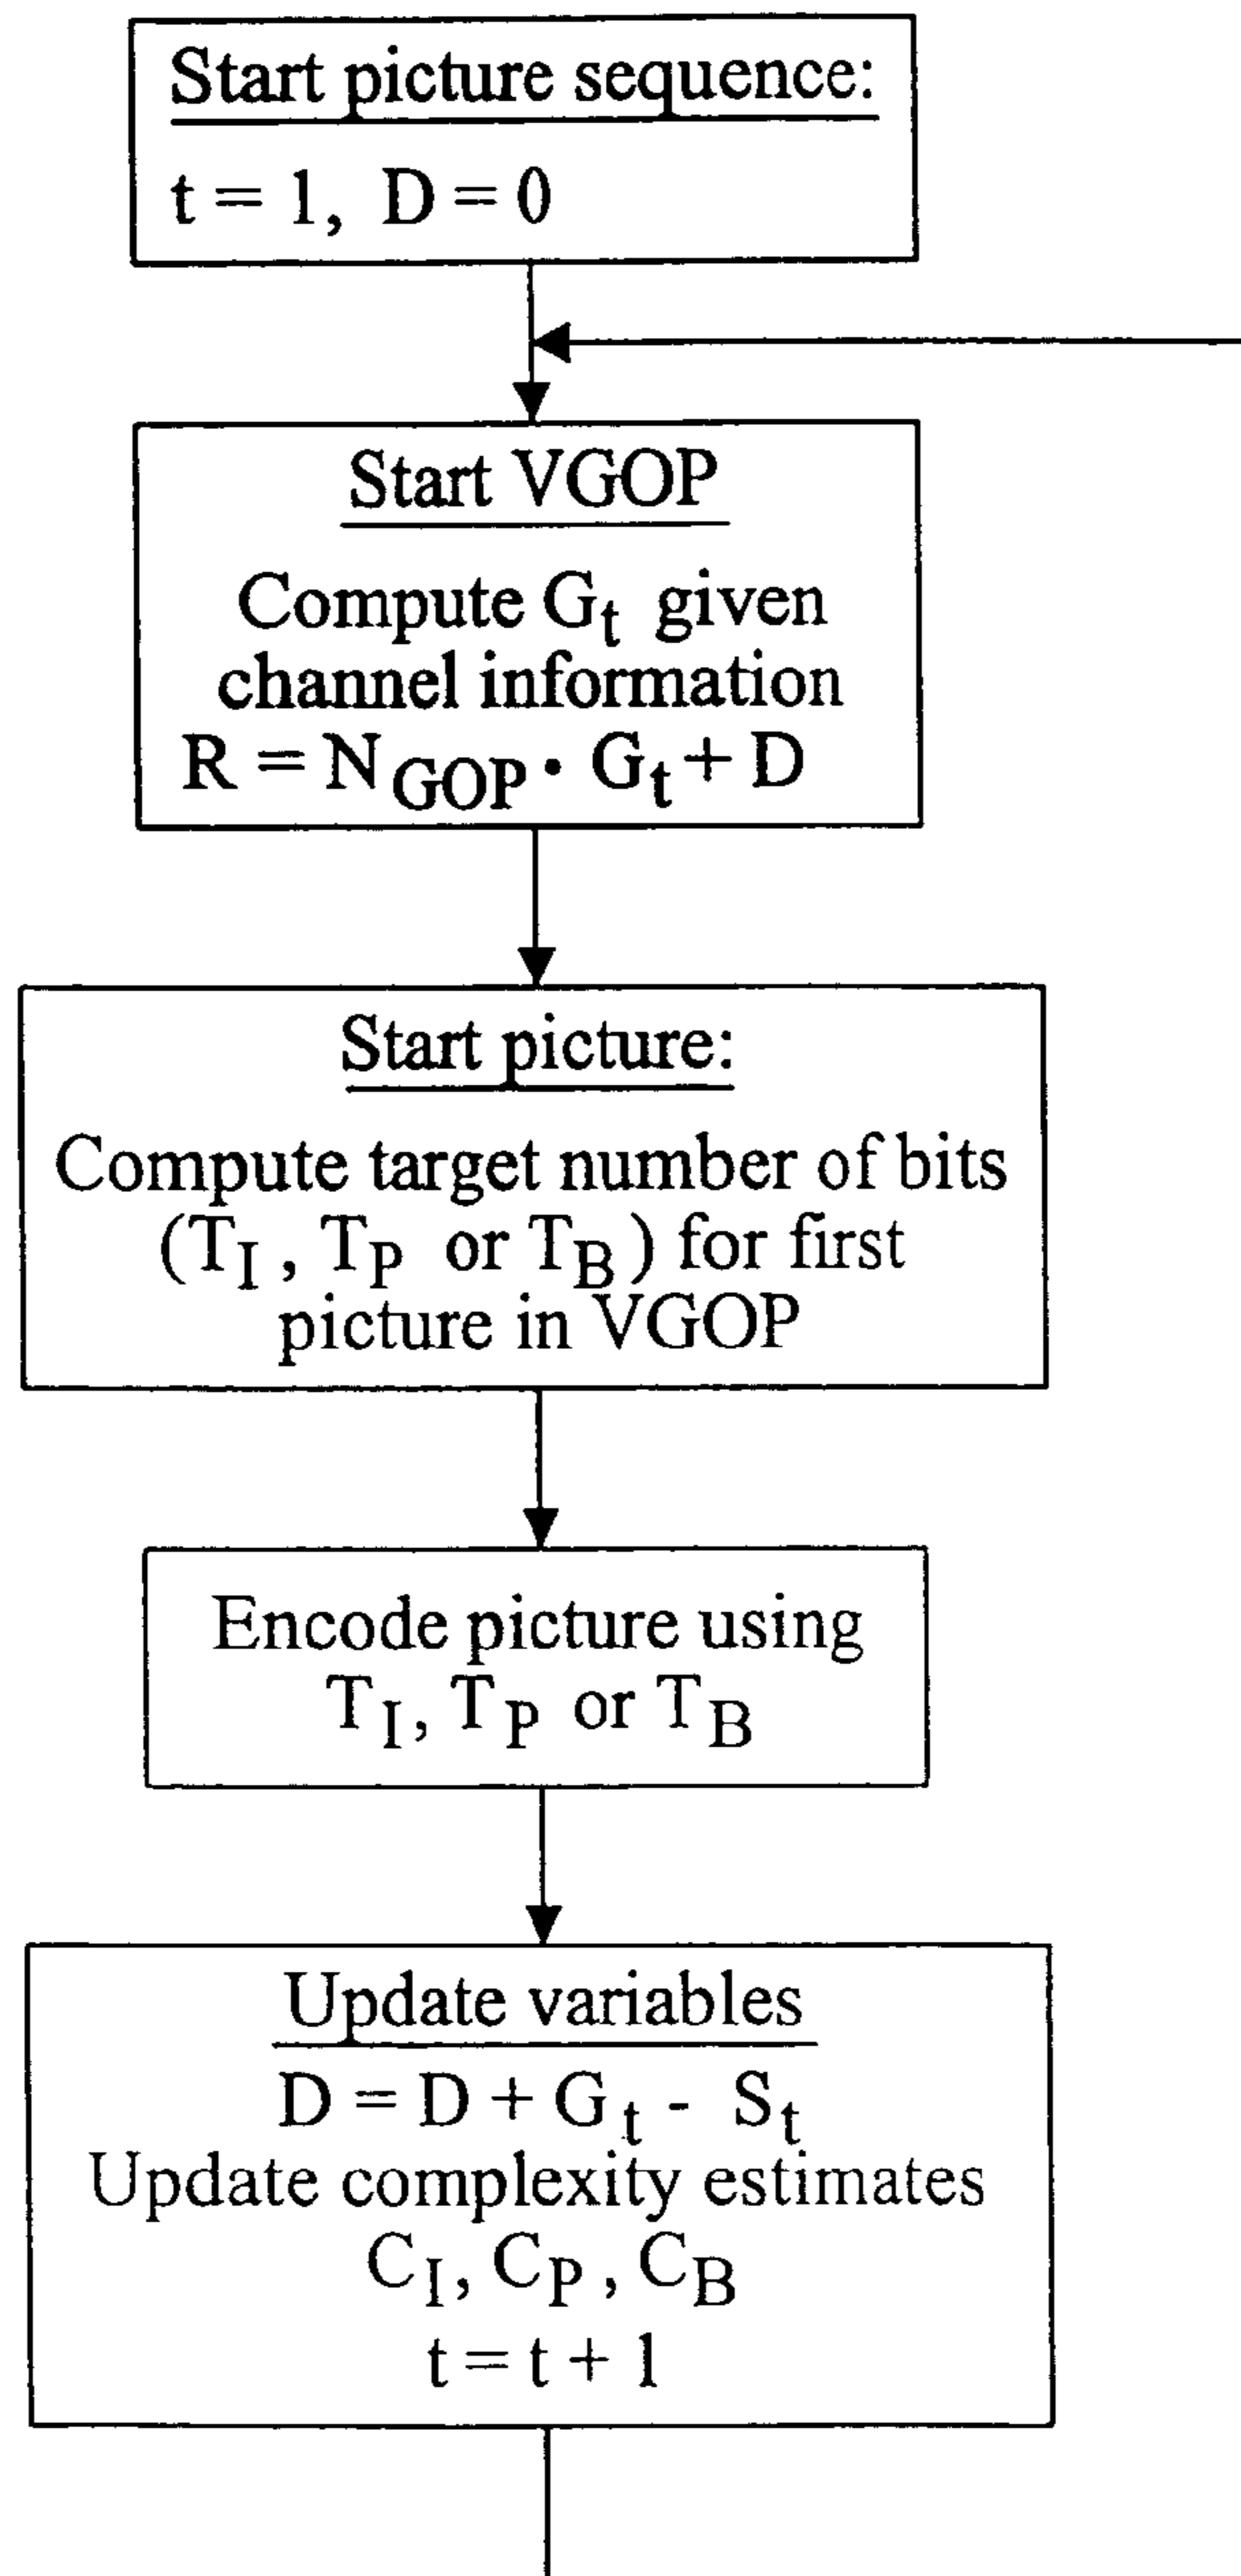 Start picture sequence:
t = 1, D = 0
Start VGOP
Compute Gt given
channel information
R = NGOP · Gt + D
Start picture:
Compute target number of bits
(TI, TP or TB) for first
picture in VGOP
Encode picture using
TI, TP or TB
Update variables
D = D + Gt - St
Update complexity estimates
CI, CP, CB
t = t + 1